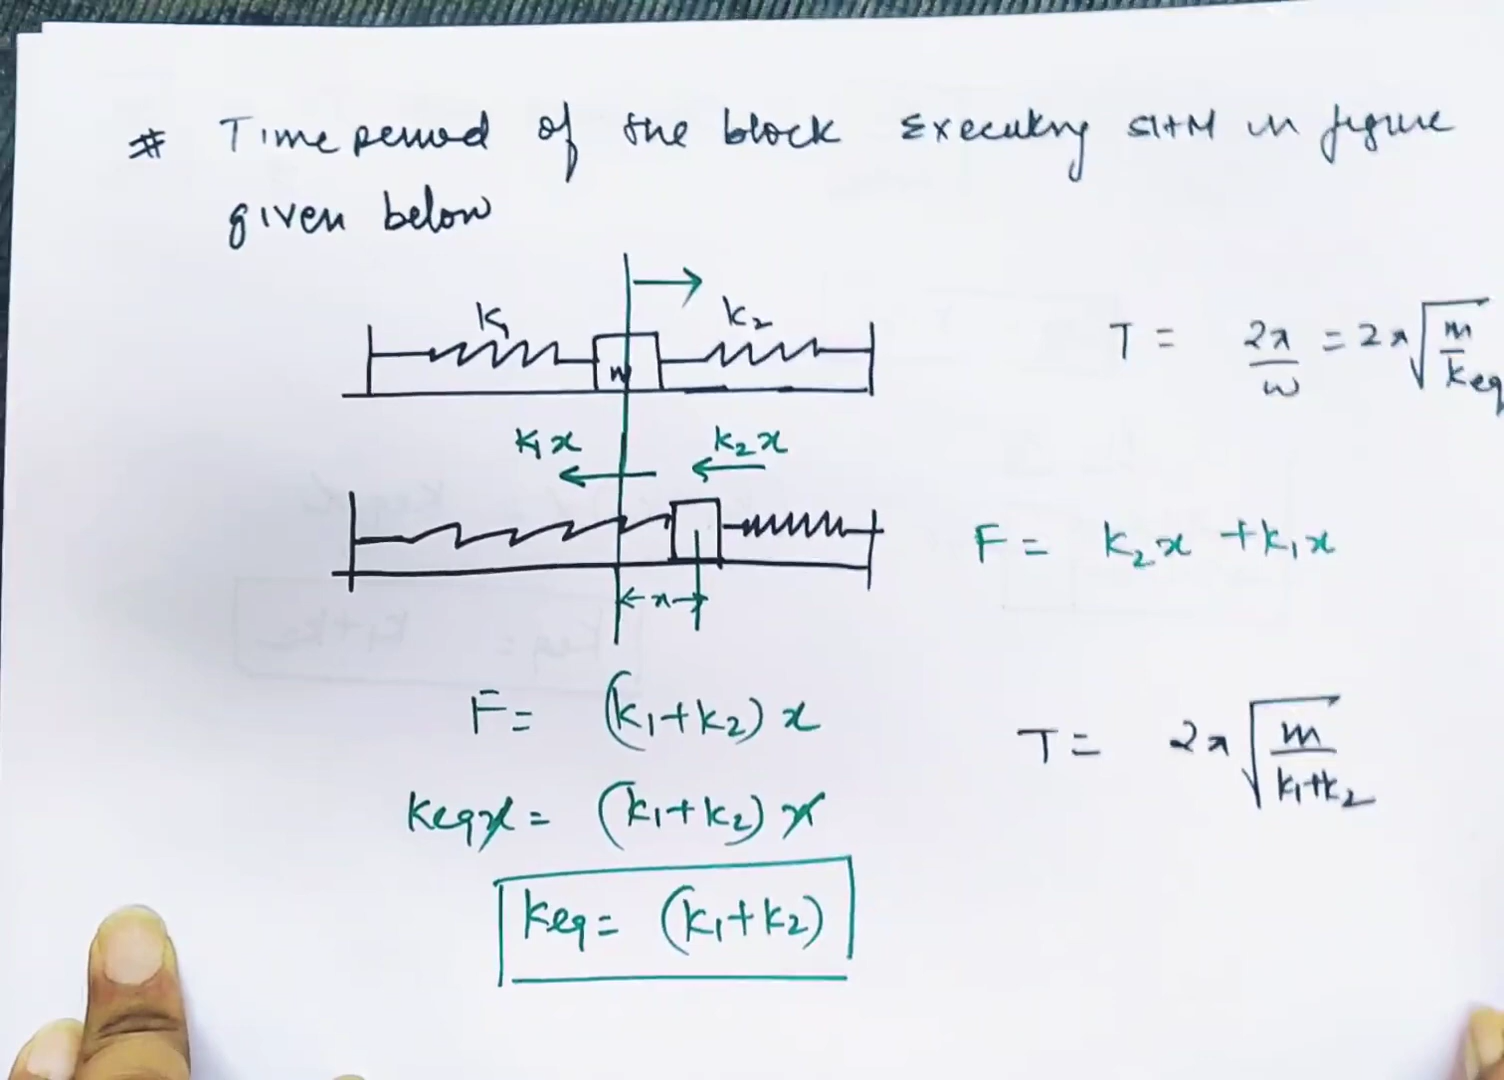 # Time period of the block Executing SHM in figure
given below
K1 K2
m
T = 2π/ω = 2π√(m/keq)
K1x K2x
F = K2x + K1x
x
F = (K1+K2) x
T = 2π√(m/(K1+K2))
Keqx = (K1+K2) x
Keq = (K1+K2)